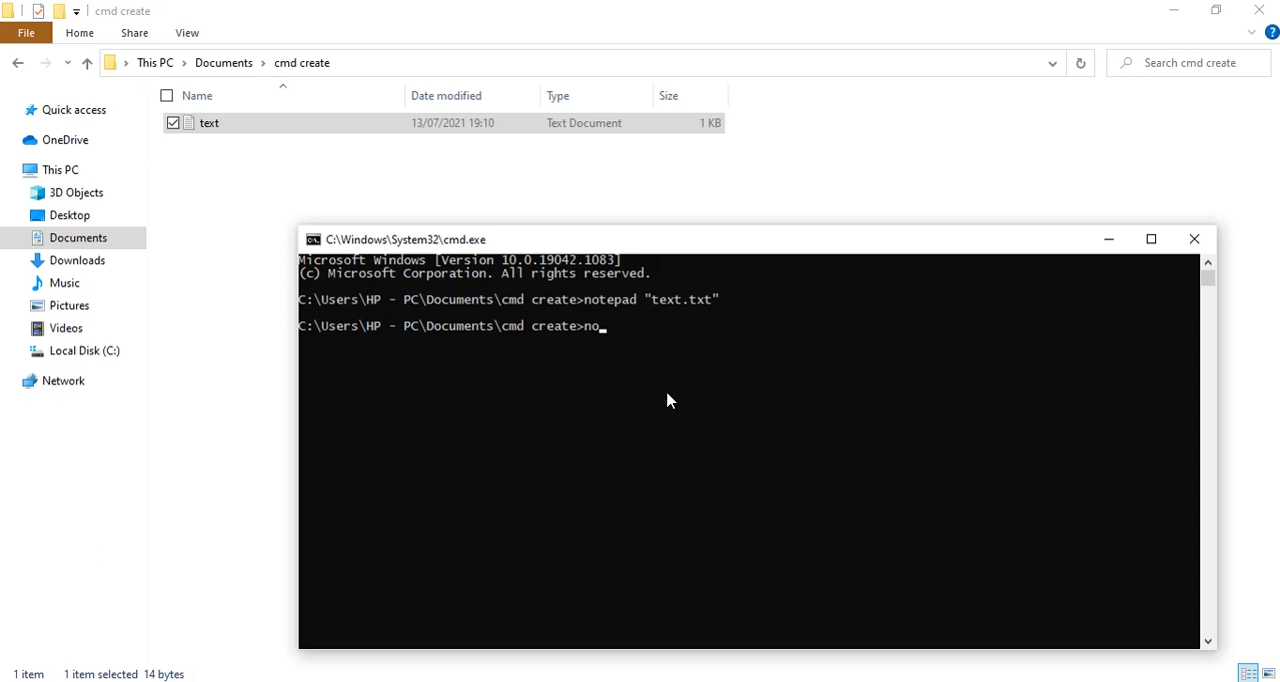 cmd create
File Home Share View
This PC Documents cmd create
Search cmd create
Name Date modified Type Size
text 13/07/2021 19:10 Text Document 1 KB
Quick access
OneDrive
This PC
3D Objects
Desktop
Documents
Downloads
Music
Pictures
Videos
Local Disk (C:)
Network
C:\Windows\System32\cmd.exe
Microsoft Windows [Version 10.0.19042.1083]
(c) Microsoft Corporation. All rights reserved.
C:\Users\HP - PC\Documents\cmd create>notepad "text.txt"
C:\Users\HP - PC\Documents\cmd create>no_
1 item 1 item selected 14 bytes